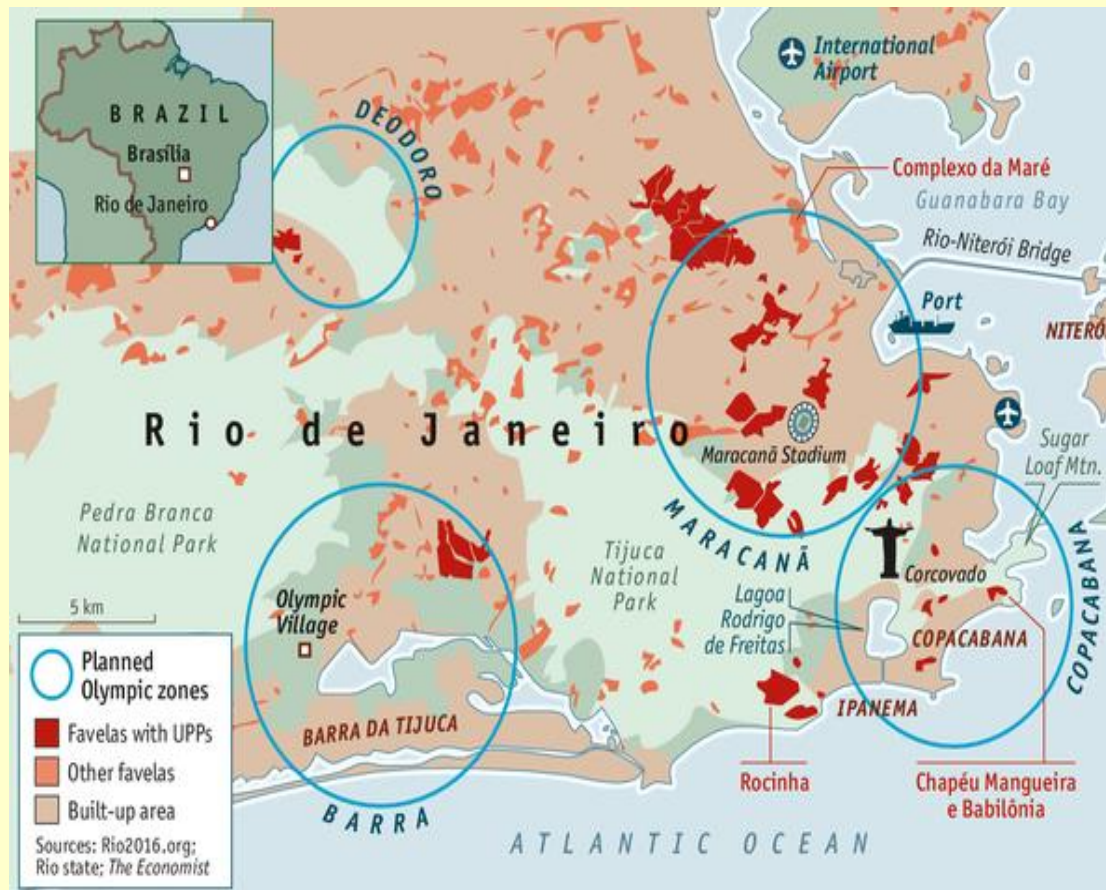 BRAZIL
Brasília
Rio de Janeiro
DEODORO
International
Airport
Complexo da Maré
Guanabara Bay
Rio-Niterói Bridge
Port
NITERÓ
Rio de Janeiro
Maracanã Stadium
Sugar
Loaf Mtn.
MARACANÃ
Pedra Branca
National Park
Tijuca
National
Park
Corcovado
COPACABANA
5 km
Olympic
Village
Lagoa
Rodrigo
de Freitas
COPACABANA
IPANEMA
BARRA DA TIJUCA
BARRA
Rocinha
Chapéu Mangueira
e Babilônia
ATLANTIC OCEAN
Planned
Olympic zones
Favelas with UPPs
Other favelas
Built-up area
Sources: Rio2016.org;
Rio state; The Economist